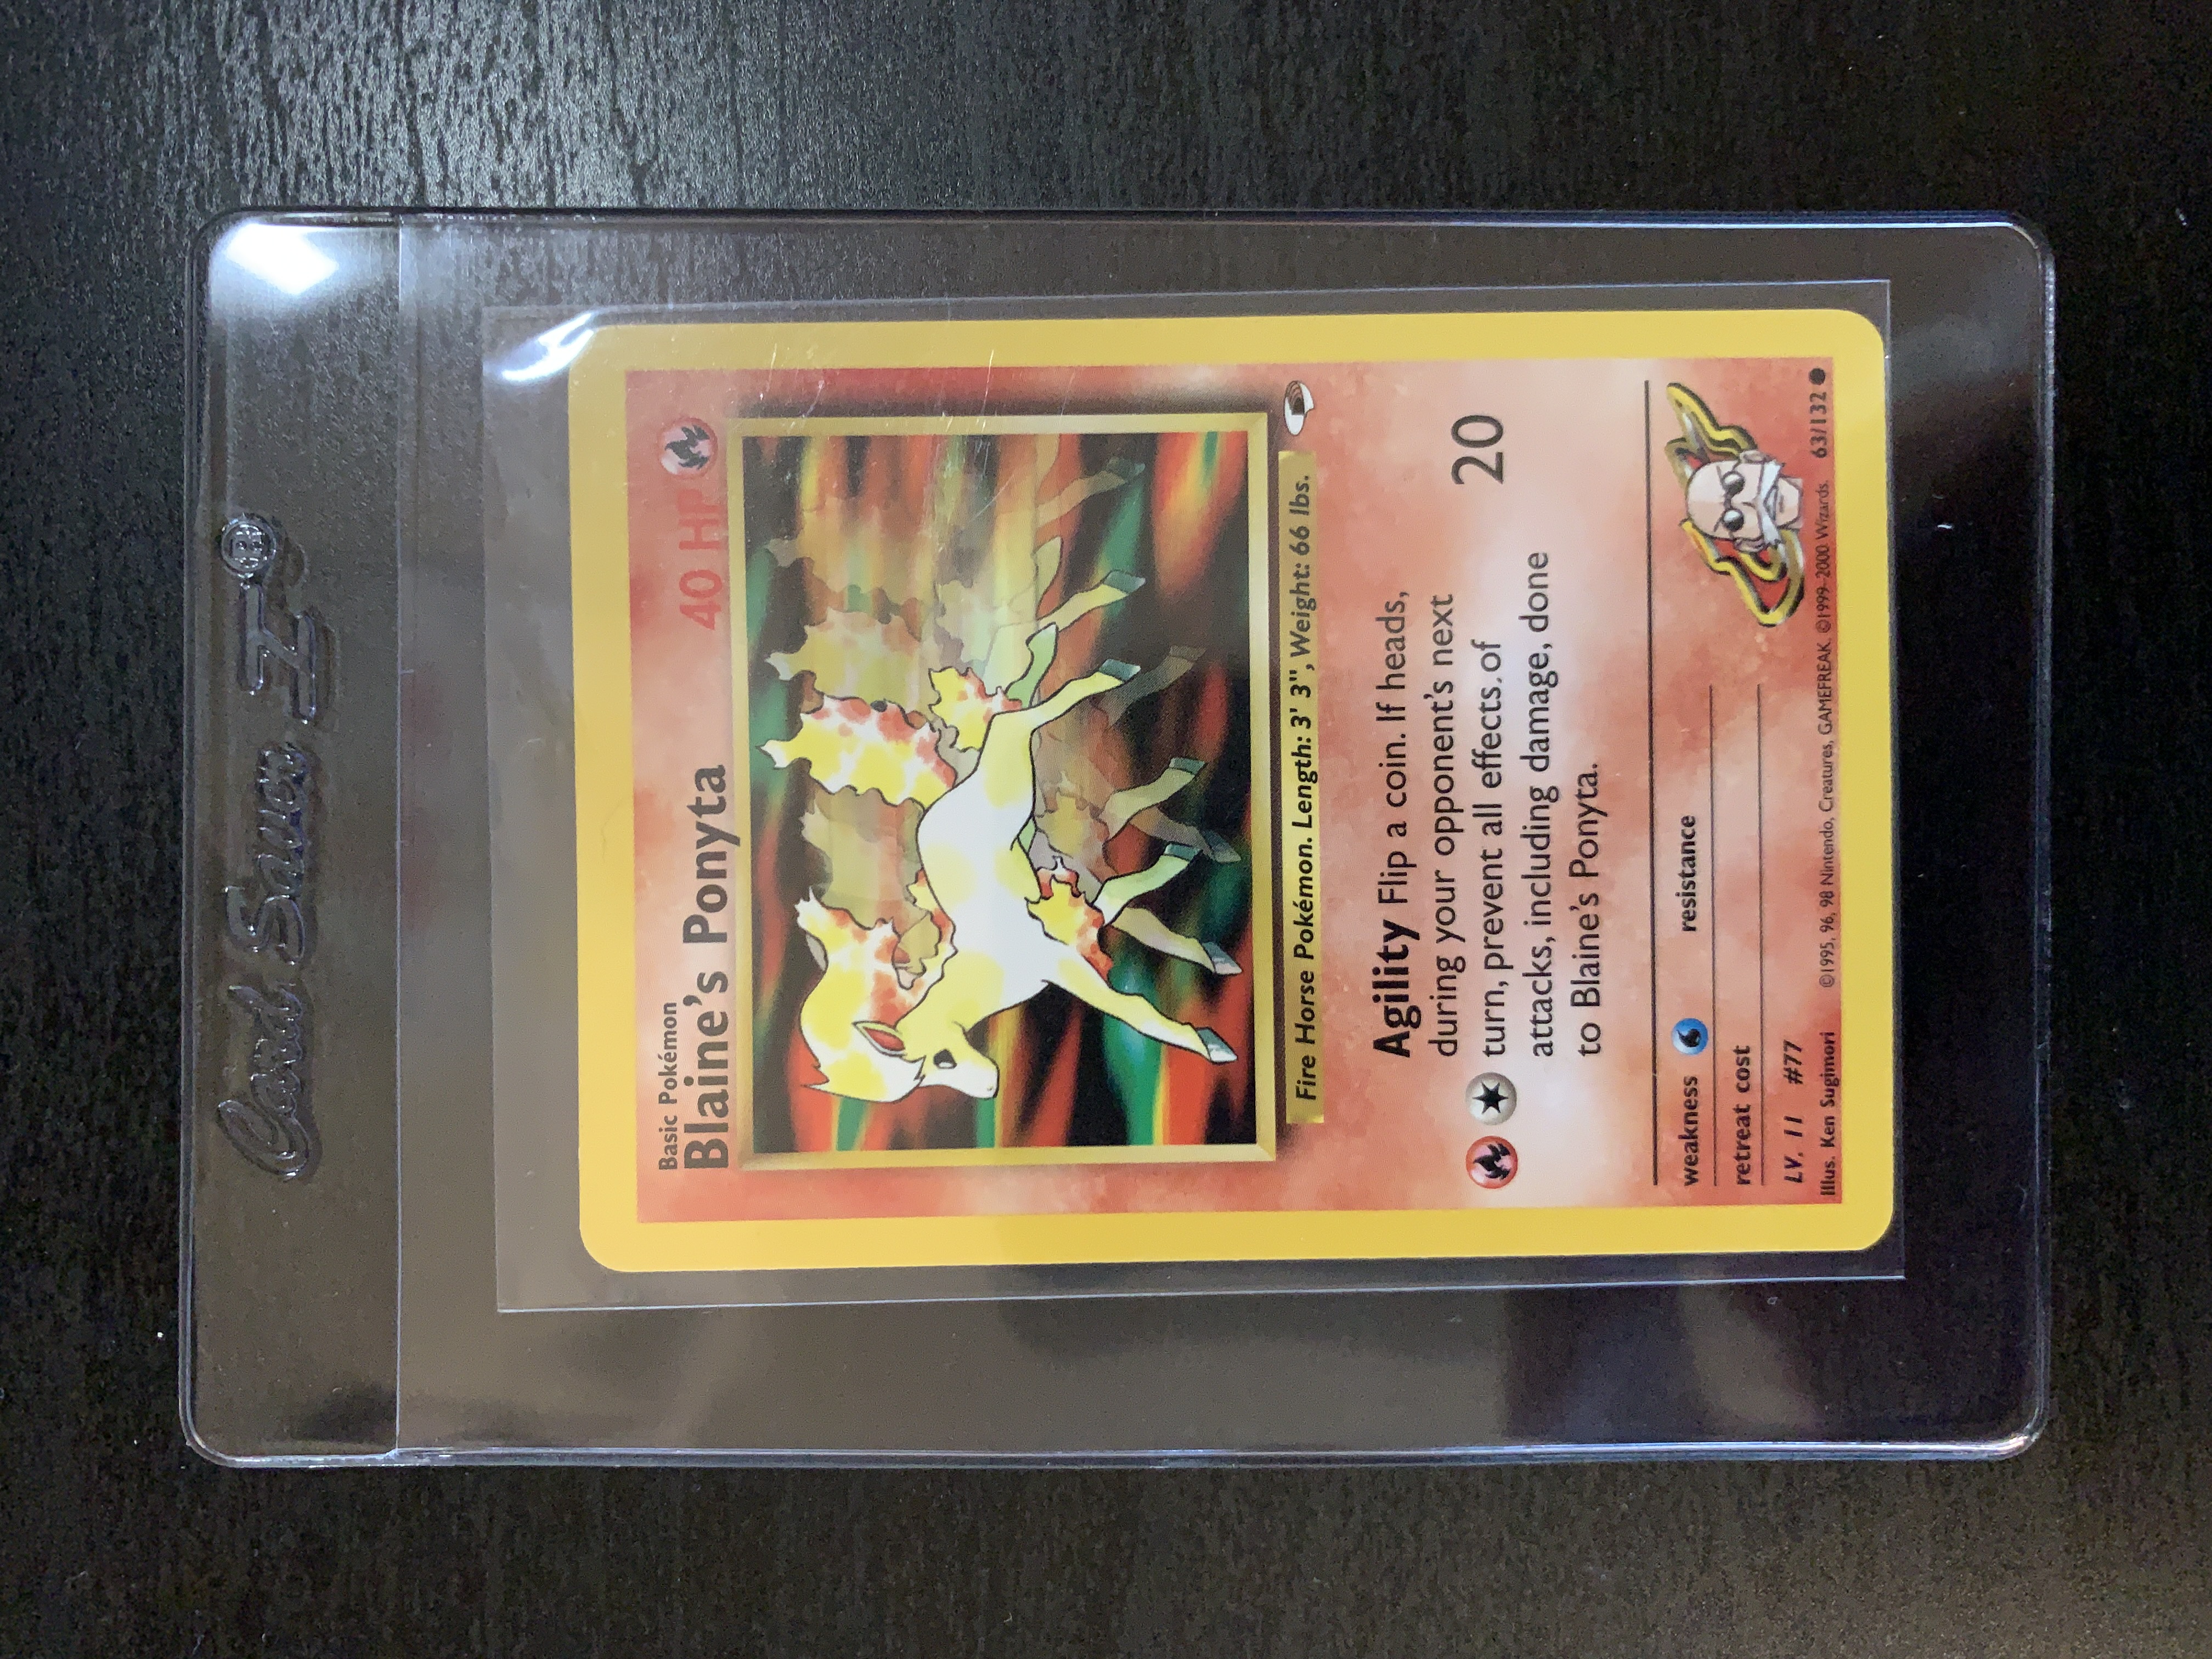 Card Saver I®
Basic Pokémon
Blaine's Ponyta 40 HP
Fire Horse Pokémon. Length: 3' 3", Weight: 66 lbs.
Agility Flip a coin. If heads,
during your opponent's next
turn, prevent all effects of
attacks, including damage, done
to Blaine's Ponyta.
20
weakness resistance
retreat cost
LV. 11 #77
Illus. Ken Sugimori ©1995, 96, 98 Nintendo, Creatures, GAMEFREAK. ©1999-2000 Wizards. 63/132